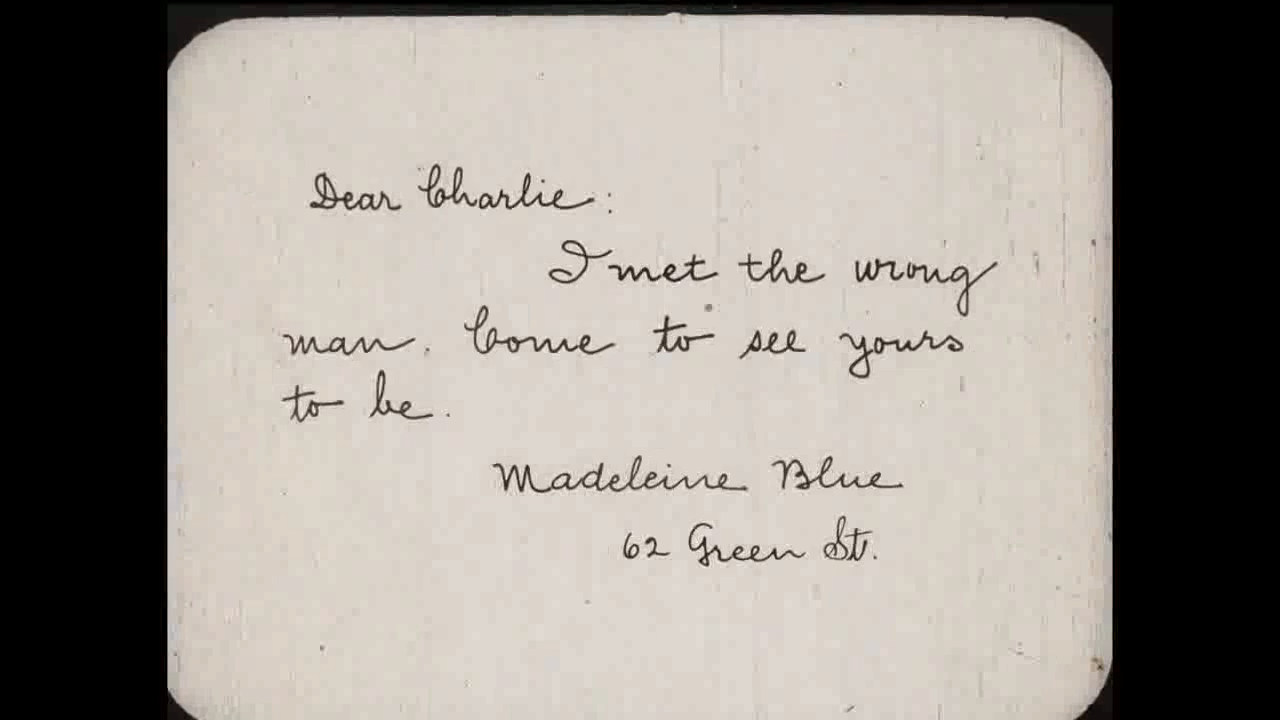 Dear Charlie:
I met the wrong
man. Come to see yours
to be.
Madeleine Blue
62 Green St.